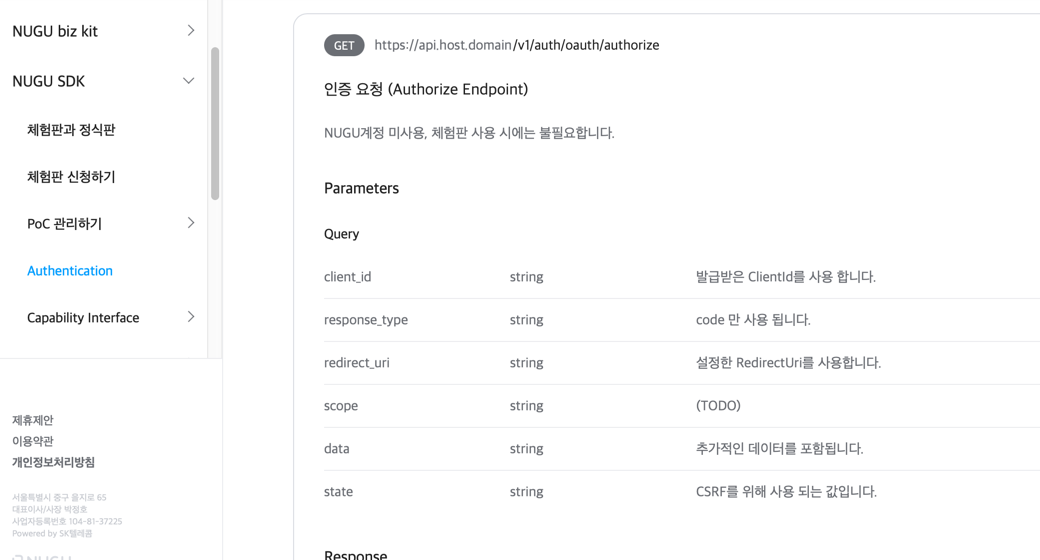 NUGU biz kit
NUGU SDK
체험판과 정식판
체험판 신청하기
PoC 관리하기
Authentication
Capability Interface
제휴제안
이용약관
개인정보처리방침
서울특별시 중구 을지로 65
대표이사/사장 박정호
사업자등록번호 104-81-37225
Powered by SK텔레콤
GET https://api.host.domain/v1/auth/oauth/authorize
인증 요청 (Authorize Endpoint)
NUGU계정 미사용, 체험판 사용 시에는 불필요합니다.
Parameters
Query
client_id string 발급받은 ClientId를 사용 합니다.
response_type string code 만 사용 됩니다.
redirect_uri string 설정한 RedirectUri를 사용합니다.
scope string (TODO)
data string 추가적인 데이터를 포함됩니다.
state string CSRF를 위해 사용 되는 값입니다.
Response